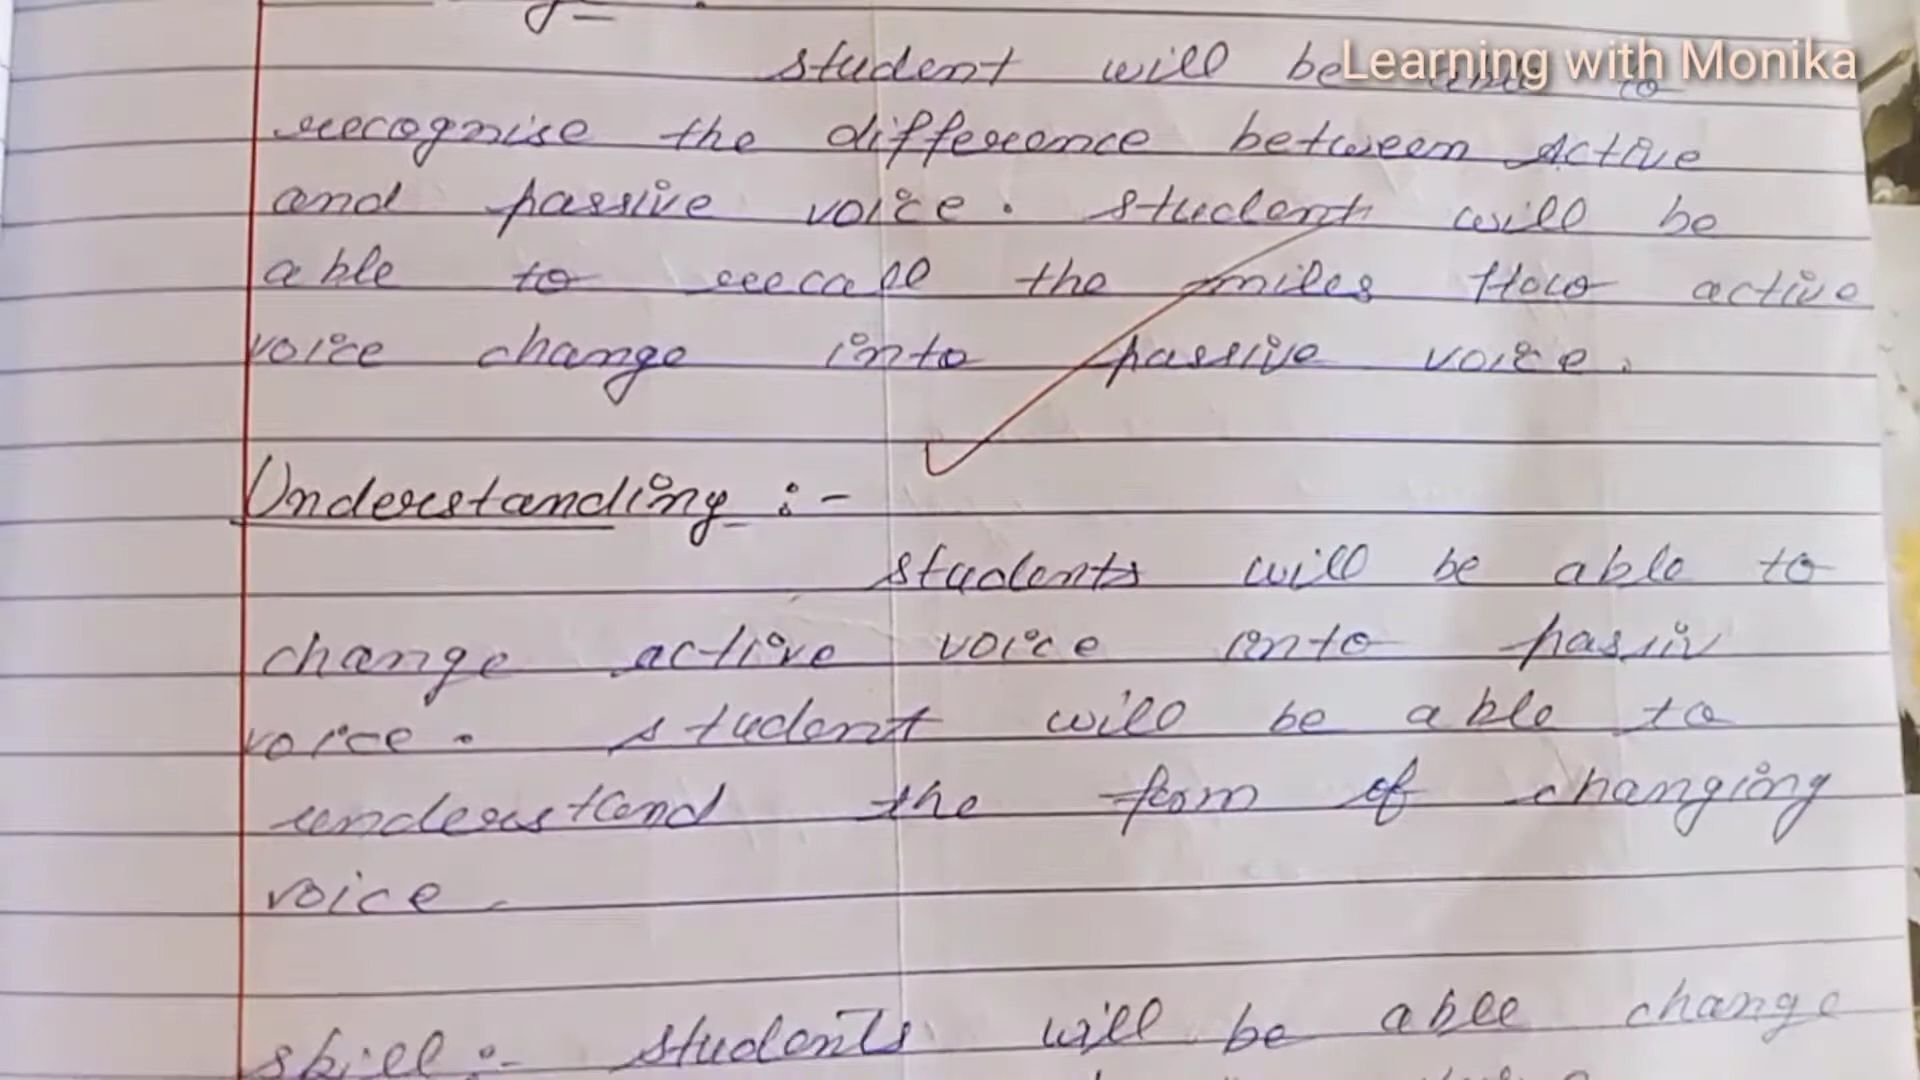 Learning with Monika
student will be able to
recognise the difference between Active
and passive voice. student will be
able to reecall the rules How active
voice change into passive voice.
Understanding :-
students will be able to
change active voice into passiv
voice. student will be able to
understand the form of changing
voice.
skill :- students will be able change